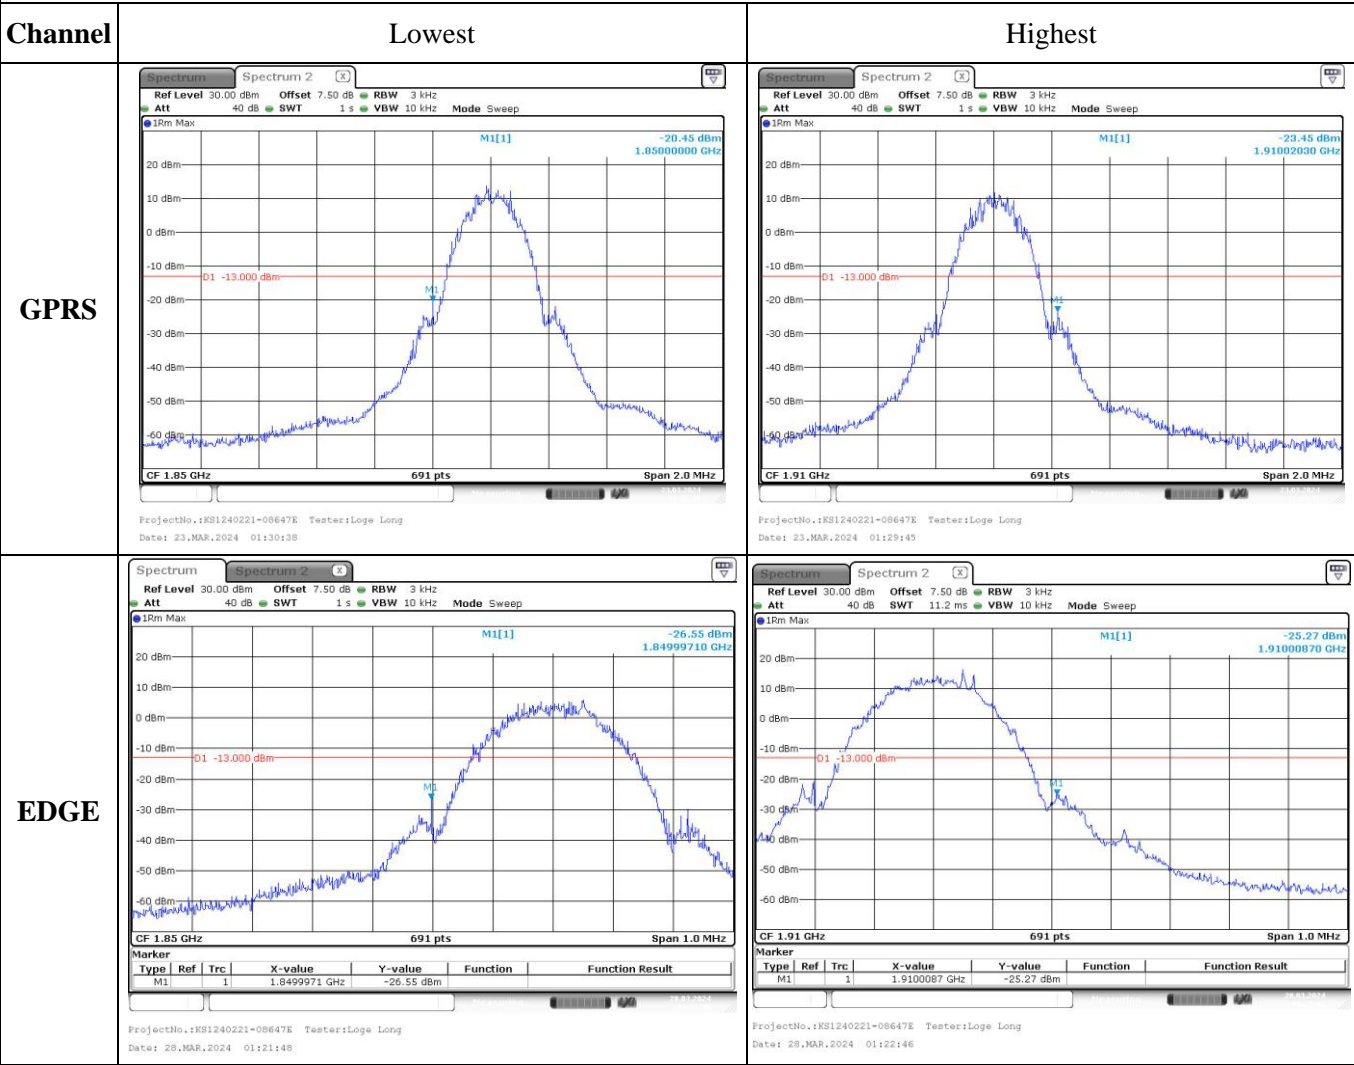 Channel Lowest Highest
GPRS
Spectrum Spectrum 2 X
Ref Level 30.00 dBm Offset 7.50 dB RBW 3 kHz
Att 40 dB SWT 1 s VBW 10 kHz Mode Sweep
1Rm Max
M1[1] -20.45 dBm
1.85000000 GHz
20 dBm
10 dBm
0 dBm
-10 dBm
D1 -13.000 dBm
M1
-20 dBm
-30 dBm
-40 dBm
-50 dBm
-60 dBm
CF 1.85 GHz 691 pts Span 2.0 MHz
ProjectNo.:KS1240221-08647E Tester:Loge Long
Date: 23.MAR.2024 01:30:38
Spectrum Spectrum 2 X
Ref Level 30.00 dBm Offset 7.50 dB RBW 3 kHz
Att 40 dB SWT 1 s VBW 10 kHz Mode Sweep
1Rm Max
M1[1] -23.45 dBm
1.91002030 GHz
20 dBm
10 dBm
0 dBm
-10 dBm
D1 -13.000 dBm
M1
-20 dBm
-30 dBm
-40 dBm
-50 dBm
-60 dBm
CF 1.91 GHz 691 pts Span 2.0 MHz
ProjectNo.:KS1240221-08647E Tester:Loge Long
Date: 23.MAR.2024 01:29:45
EDGE
Spectrum Spectrum 2 X
Ref Level 30.00 dBm Offset 7.50 dB RBW 3 kHz
Att 40 dB SWT 1 s VBW 10 kHz Mode Sweep
1Rm Max
M1[1] -26.55 dBm
1.84999710 GHz
20 dBm
10 dBm
0 dBm
-10 dBm
D1 -13.000 dBm
-20 dBm
M1
-30 dBm
-40 dBm
-50 dBm
-60 dBm
CF 1.85 GHz 691 pts Span 1.0 MHz
Marker
Type Ref Trc X-value Y-value Function Function Result
M1 1 1.8499971 GHz -26.55 dBm
ProjectNo.:KS1240221-08647E Tester:Loge Long
Date: 28.MAR.2024 01:21:48
Spectrum Spectrum 2 X
Ref Level 30.00 dBm Offset 7.50 dB RBW 3 kHz
Att 40 dB SWT 11.2 ms VBW 10 kHz Mode Sweep
1Rm Max
M1[1] -25.27 dBm
1.91000870 GHz
20 dBm
10 dBm
0 dBm
-10 dBm
D1 -13.000 dBm
-20 dBm
M1
-30 dBm
-40 dBm
-50 dBm
-60 dBm
CF 1.91 GHz 691 pts Span 1.0 MHz
Marker
Type Ref Trc X-value Y-value Function Function Result
M1 1 1.9100087 GHz -25.27 dBm
ProjectNo.:KS1240221-08647E Tester:Loge Long
Date: 28.MAR.2024 01:22:46